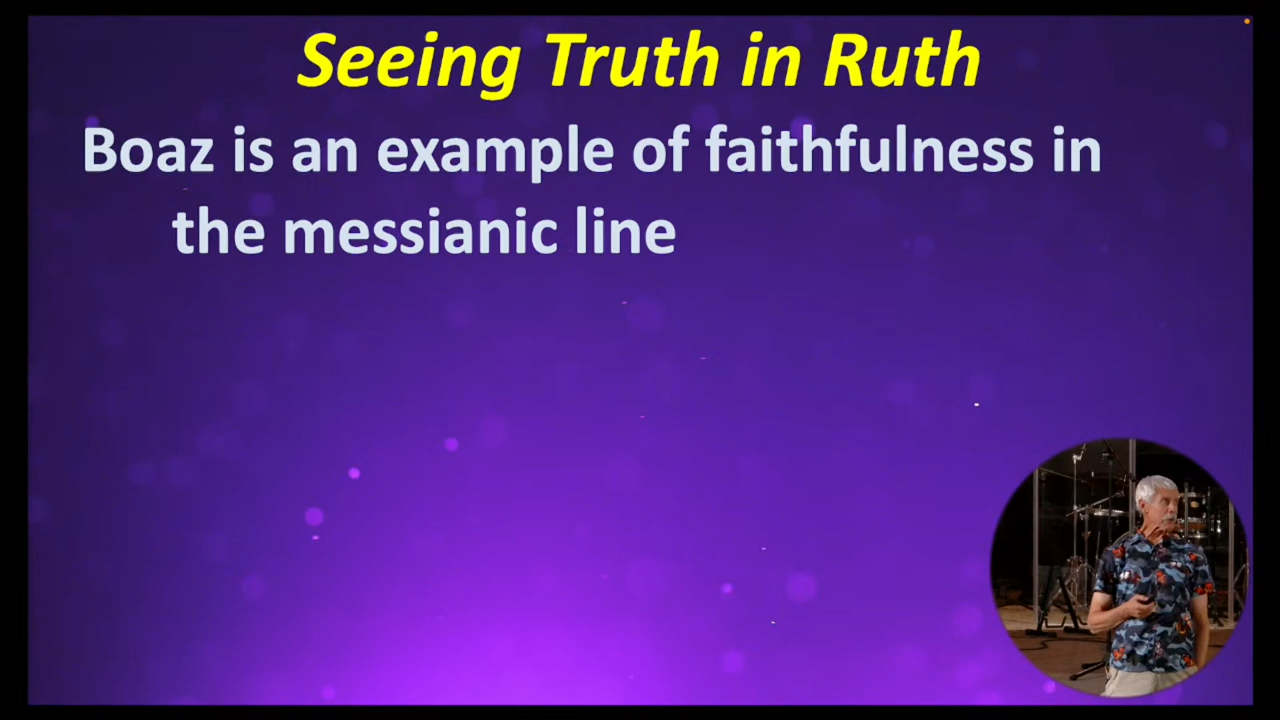 Seeing Truth in Ruth
Boaz is an example of faithfulness in
the messianic line